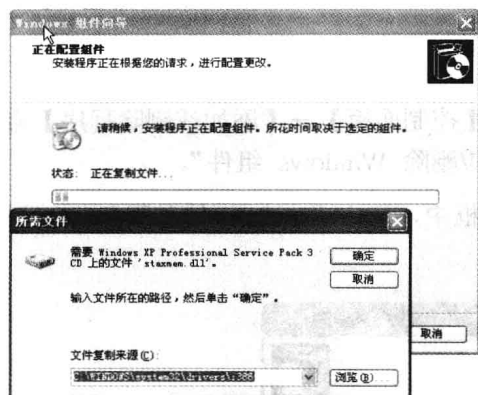 Windows 组件向导
正在配置组件
安装程序正在根据您的请求，进行配置更改。
请稍候，安装程序正在配置组件。所花时间取决于选定的组件。
状态： 正在复制文件...
所需文件
需要 Windows XP Professional Service Pack 3
CD 上的文件 'staxmem.dll'。
确定
取消
输入文件所在的路径，然后单击“确定”。
取消
文件复制来源(C):
浏览(B)...